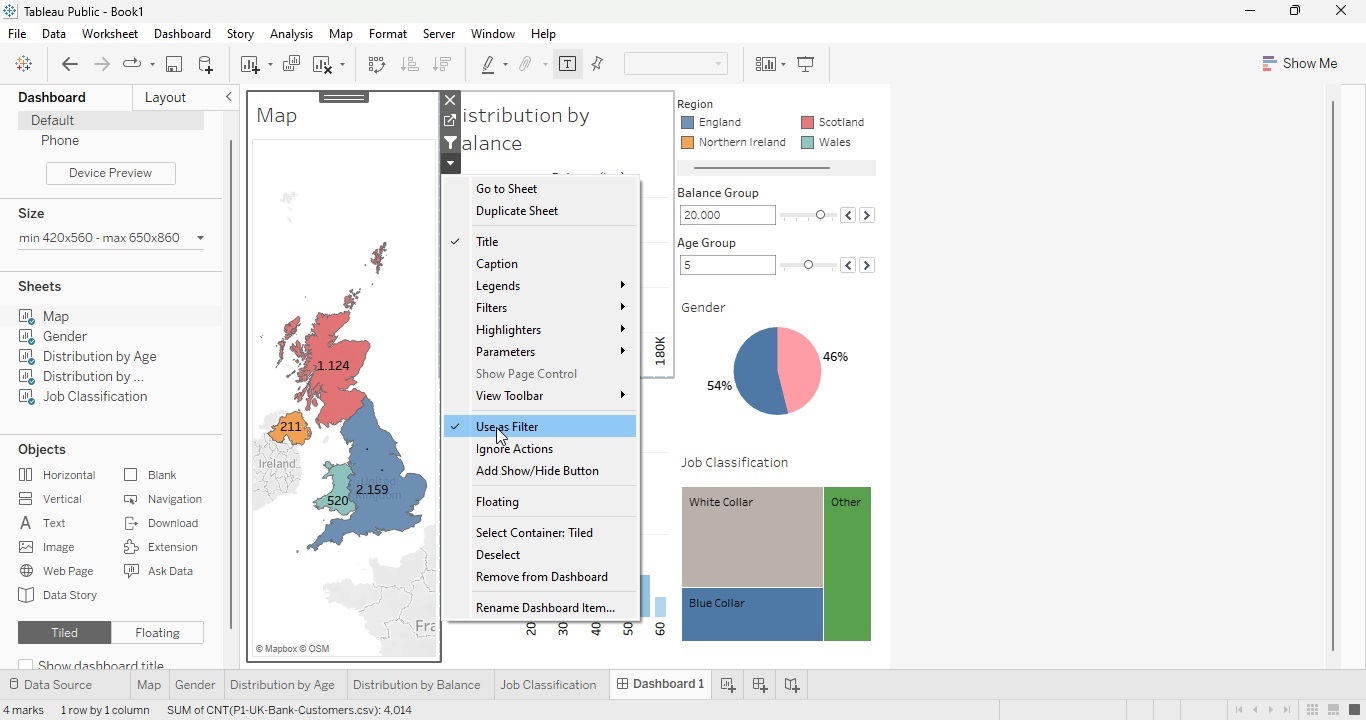 Tableau Public - Book1
File Data Worksheet Dashboard Story Analysis Map Format Server Window Help
Show Me
Dashboard Layout
Default
Phone
Device Preview
Size
min 420x560 - max 650x860
Sheets
Map
Gender
Distribution by Age
Distribution by ...
Job Classification
Objects
Horizontal Blank
Vertical Navigation
Text Download
Image Extension
Web Page Ask Data
Data Story
Tiled Floating
Show dashboard title
Map
1.124
211
Ireland
United
Kingdom
2.159
520
Fra
© Mapbox © OSM
istribution by
alance
180K
20 30 40 50 60
Go to Sheet
Duplicate Sheet
Title
Caption
Legends
Filters
Highlighters
Parameters
Show Page Control
View Toolbar
Use as Filter
Ignore Actions
Add Show/Hide Button
Floating
Select Container: Tiled
Deselect
Remove from Dashboard
Rename Dashboard Item...
Region
England Scotland
Northern Ireland Wales
Balance Group
20.000
Age Group
5
Gender
46%
54%
Job Classification
White Collar Other
Blue Collar
Data Source Map Gender Distribution by Age Distribution by Balance Job Classification Dashboard 1
4 marks 1 row by 1 column SUM of CNT(P1-UK-Bank-Customers.csv): 4,014